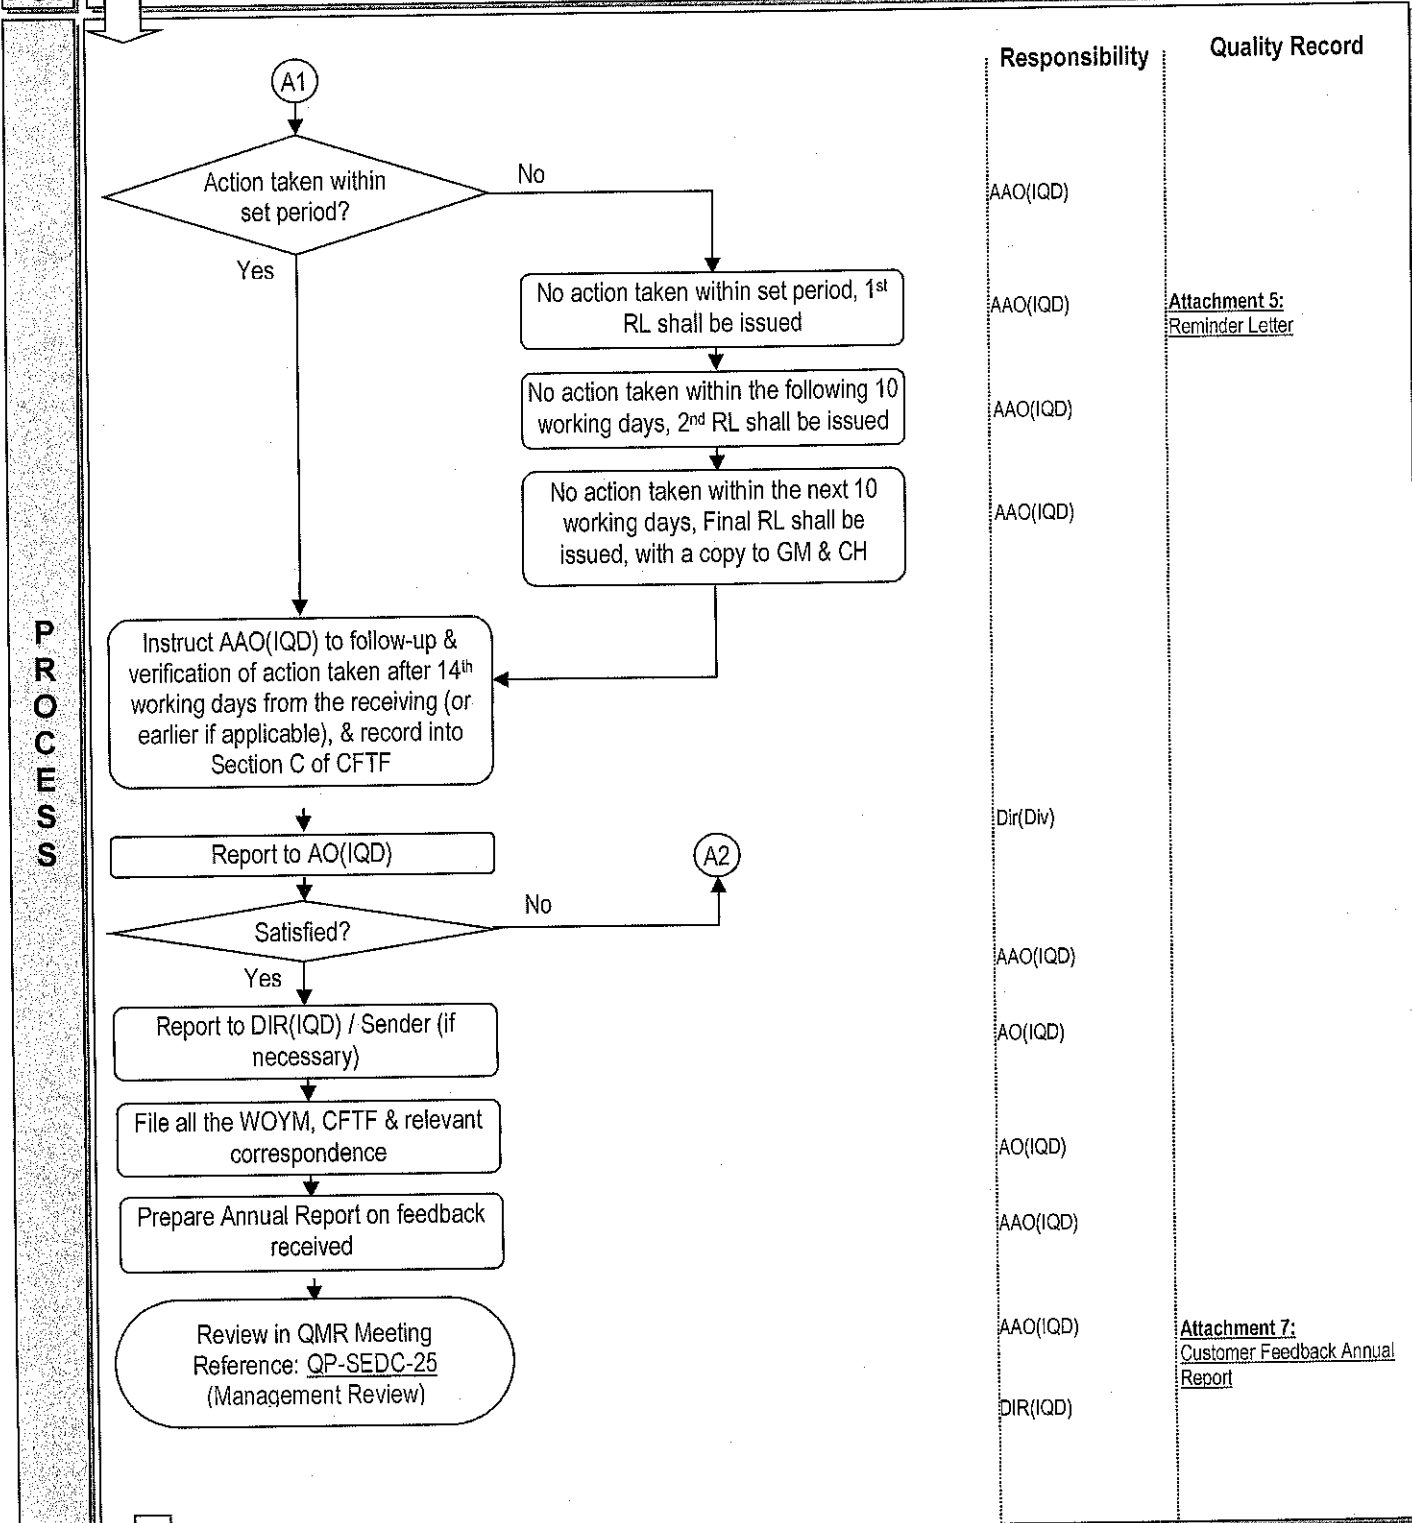 Responsibility
Quality Record
A1
Action taken within
set period?
No
Yes
AAO(IQD)
No action taken within set period, 1st
RL shall be issued
AAO(IQD)
Attachment 5:
Reminder Letter
No action taken within the following 10
working days, 2nd RL shall be issued
AAO(IQD)
No action taken within the next 10
working days, Final RL shall be
issued, with a copy to GM & CH
AAO(IQD)
PROCESS
Instruct AAO(IQD) to follow-up &
verification of action taken after 14th
working days from the receiving (or
earlier if applicable), & record into
Section C of CFTF
Dir(Div)
Report to AO(IQD)
A2
Satisfied?
No
Yes
AAO(IQD)
Report to DIR(IQD) / Sender (if
necessary)
AO(IQD)
File all the WOYM, CFTF & relevant
correspondence
AO(IQD)
Prepare Annual Report on feedback
received
AAO(IQD)
Review in QMR Meeting
Reference: QP-SEDC-25
(Management Review)
AAO(IQD)
Attachment 7:
Customer Feedback Annual
Report
DIR(IQD)